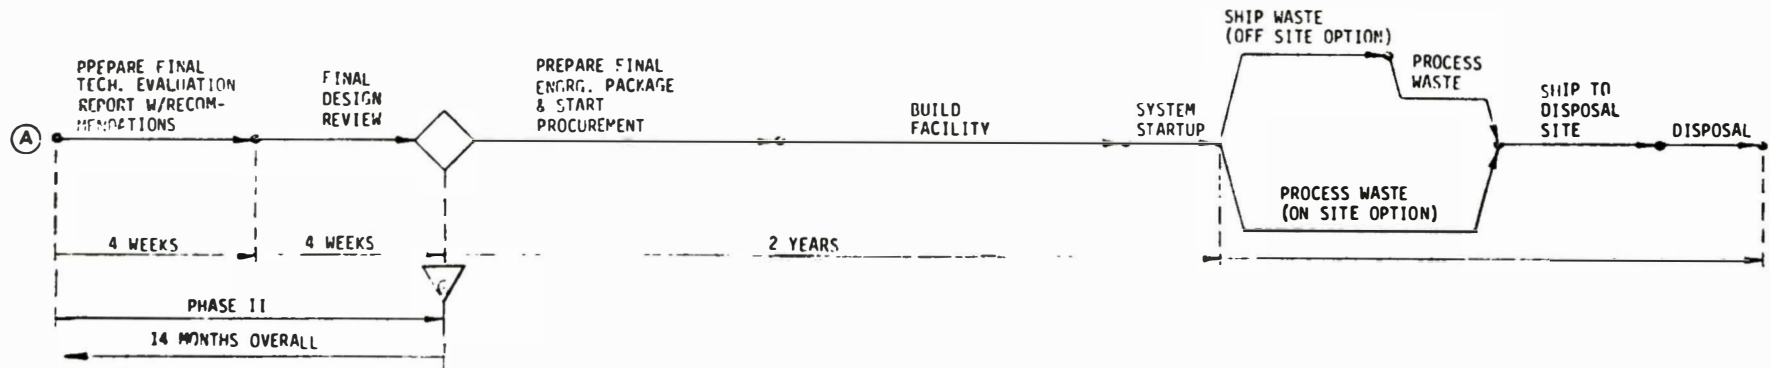 SHIP WASTE
(OFF SITE OPTION)
PREPARE FINAL
TECH. EVALUATION
REPORT W/RECOM-
MENDATIONS
FINAL
DESIGN
REVIEW
PREPARE FINAL
ENGRG. PACKAGE
& START
PROCUREMENT
BUILD
FACILITY
SYSTEM
STARTUP
PROCESS
WASTE
SHIP TO
DISPOSAL
SITE
DISPOSAL
A
PROCESS WASTE
(ON SITE OPTION)
4 WEEKS
4 WEEKS
2 YEARS
PHASE II
14 MONTHS OVERALL